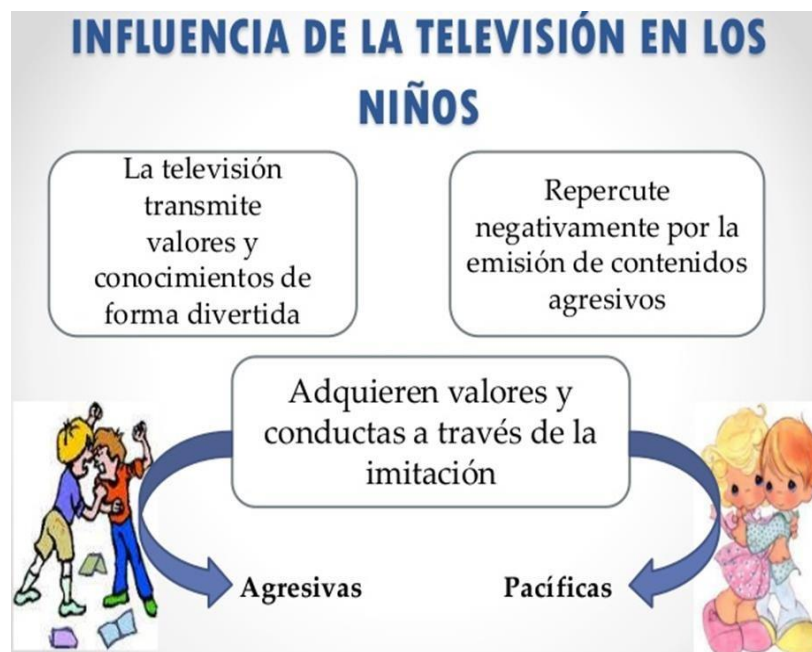 INFLUENCIA DE LA TELEVISIÓN EN LOS
NIÑOS
La televisión
transmite
valores y
conocimientos de
forma divertida
Repercute
negativamente por la
emisión de contenidos
agresivos
Adquieren valores y
conductas a través de la
imitación
Agresivas
Pacíficas